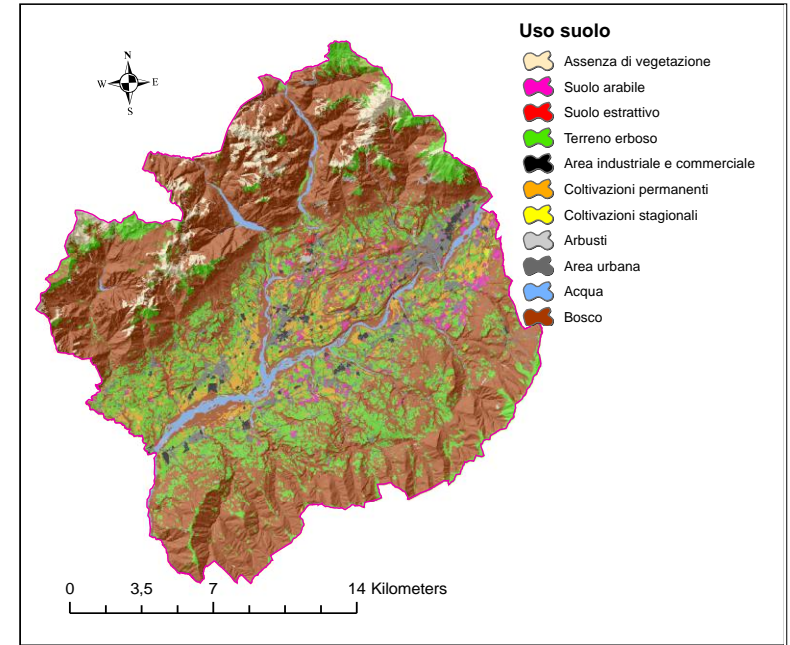 Uso suolo
N
W E
S
Assenza di vegetazione
Suolo arabile
Suolo estrattivo
Terreno erboso
Area industriale e commerciale
Coltivazioni permanenti
Coltivazioni stagionali
Arbusti
Area urbana
Acqua
Bosco
0 3,5 7 14 Kilometers